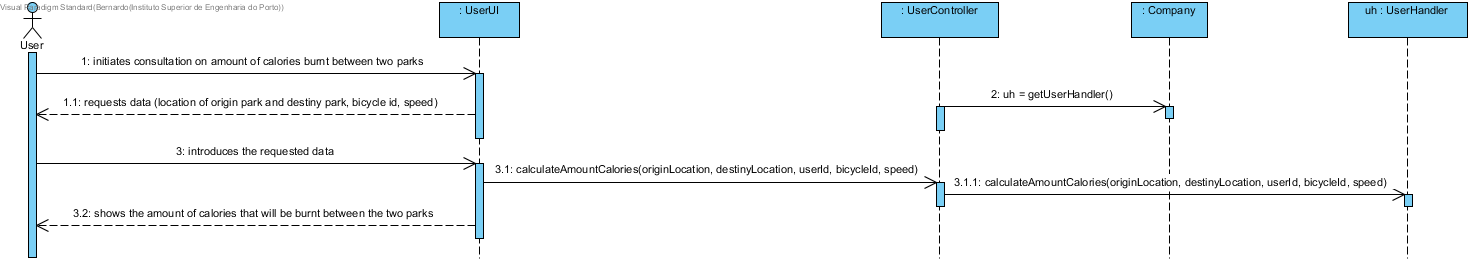 Visual Paradigm Standard(Bernardo(Instituto Superior de Engenharia do Porto))
: UserUI
: UserController
: Company
uh : UserHandler
User
1: initiates consultation on amount of calories burnt between two parks
1.1: requests data (location of origin park and destiny park, bicycle id, speed)
2: uh = getUserHandler()
3: introduces the requested data
3.1: calculateAmountCalories(originLocation, destinyLocation, userId, bicycleId, speed)
3.1.1: calculateAmountCalories(originLocation, destinyLocation, userId, bicycleId, speed)
3.2: shows the amount of calories that will be burnt between the two parks